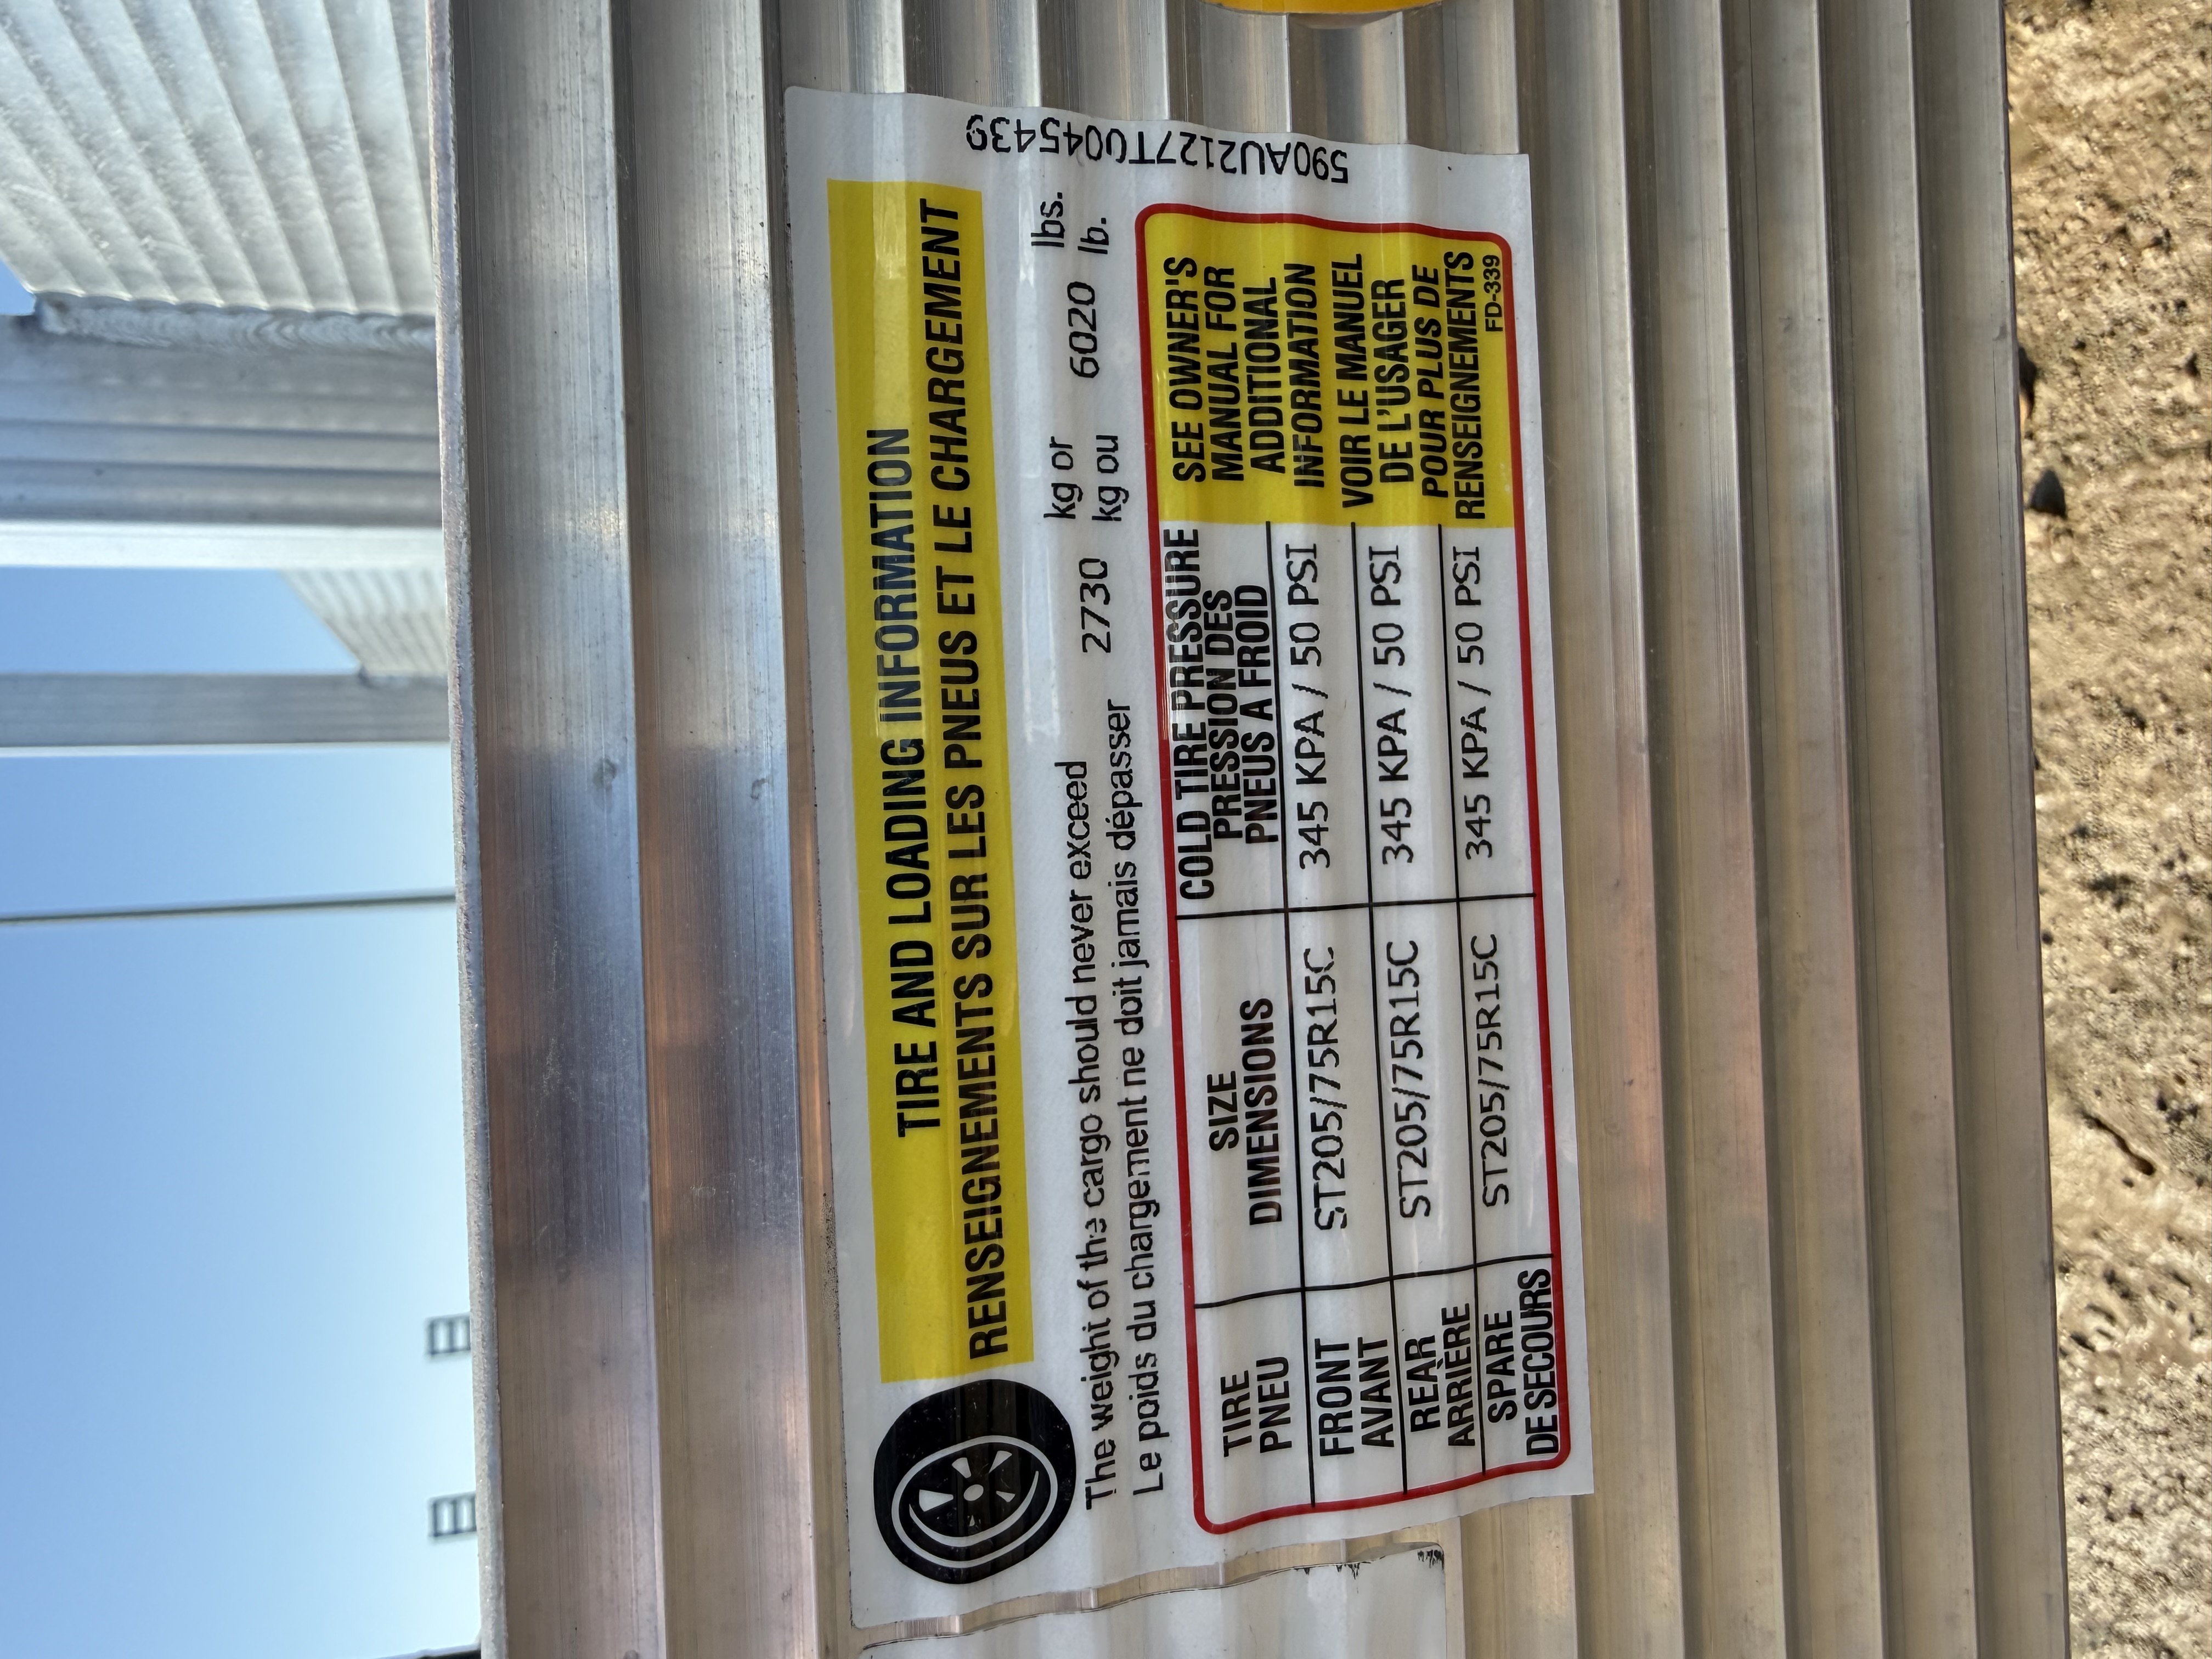 TIRE AND LOADING INFORMATION
RENSEIGNEMENTS SUR LES PNEUS ET LE CHARGEMENT
The weight of the cargo should never exceed 2730 kg or 6020 lbs.
Le poids du chargement ne doit jamais dépasser kg ou lb.
TIRE
PNEU
SIZE
DIMENSIONS
COLD TIRE PRESSURE
PRESSION DES
PNEUS A FROID
FRONT
AVANT
ST205/75R15C
345 KPA / 50 PSI
REAR
ARRIÈRE
ST205/75R15C
345 KPA / 50 PSI
SPARE
DE SECOURS
ST205/75R15C
345 KPA / 50 PSI
SEE OWNER'S
MANUAL FOR
ADDITIONAL
INFORMATION
VOIR LE MANUEL
DE L'USAGER
POUR PLUS DE
RENSEIGNEMENTS
FD-339
590AU2127T0045439